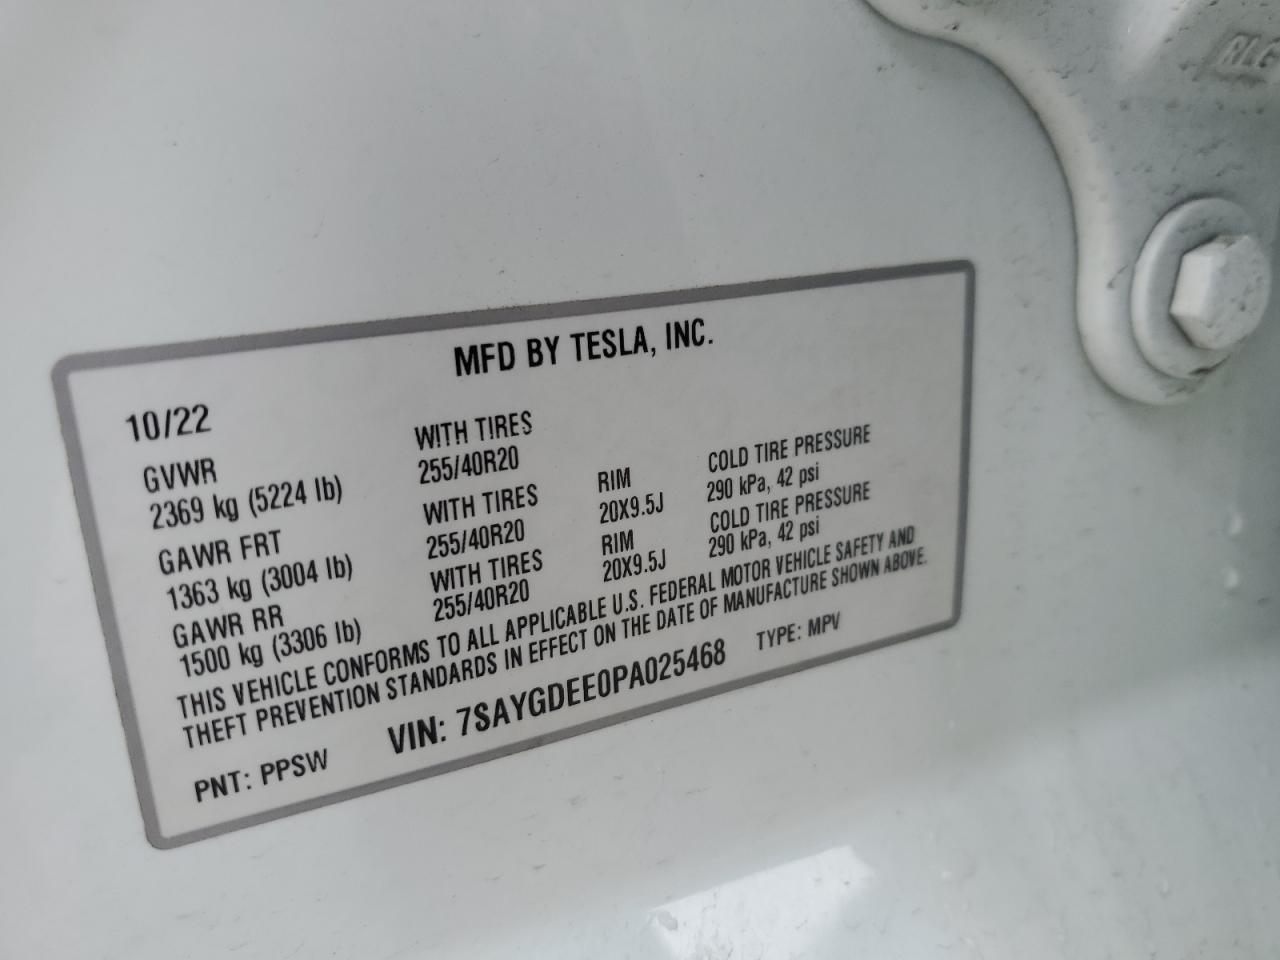 RLG
MFD BY TESLA, INC.
10/22
GVWR WITH TIRES
2369 kg (5224 lb) 255/40R20
GAWR FRT WITH TIRES RIM COLD TIRE PRESSURE
1363 kg (3004 lb) 255/40R20 20X9.5J 290 kPa, 42 psi
GAWR RR WITH TIRES RIM COLD TIRE PRESSURE
1500 kg (3306 lb) 255/40R20 20X9.5J 290 kPa, 42 psi
THIS VEHICLE CONFORMS TO ALL APPLICABLE U.S. FEDERAL MOTOR VEHICLE SAFETY AND
THEFT PREVENTION STANDARDS IN EFFECT ON THE DATE OF MANUFACTURE SHOWN ABOVE.
PNT: PPSW VIN: 7SAYGDEE0PA025468 TYPE: MPV